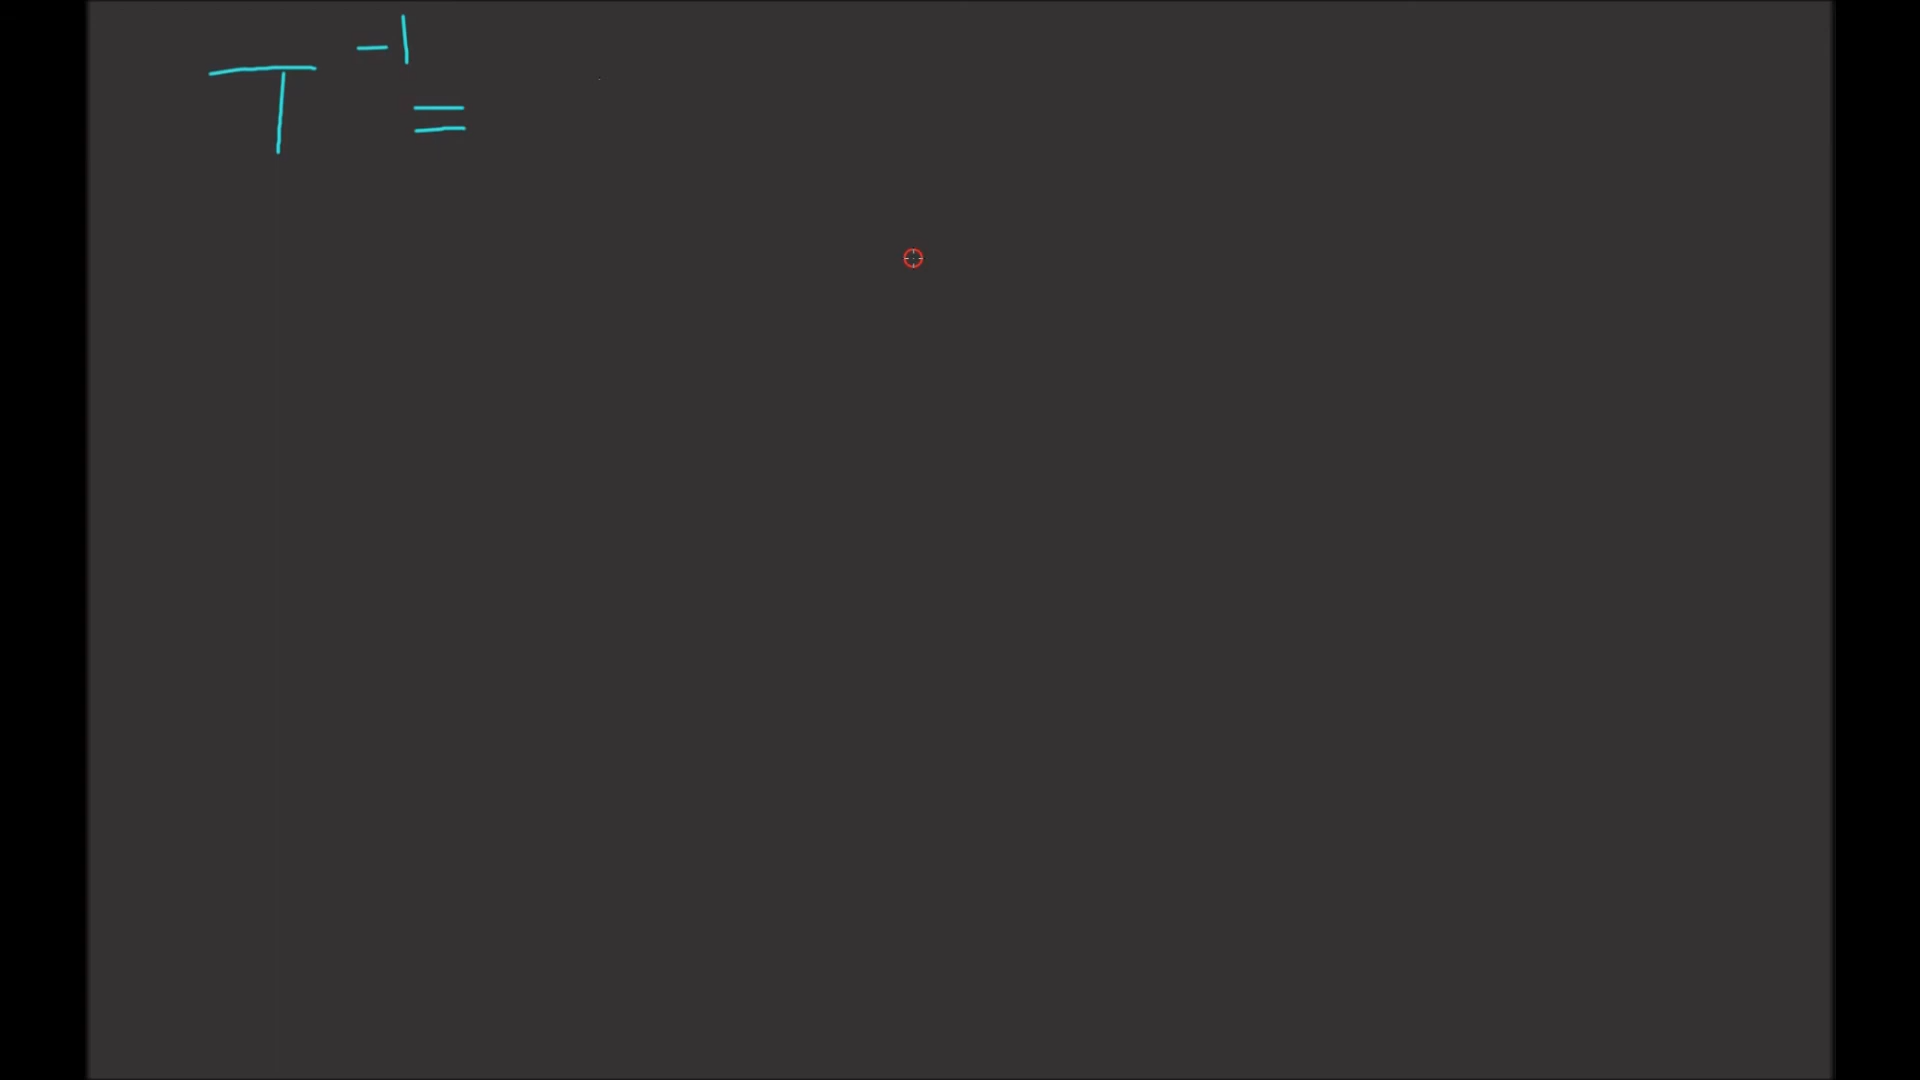 T⁻¹ =